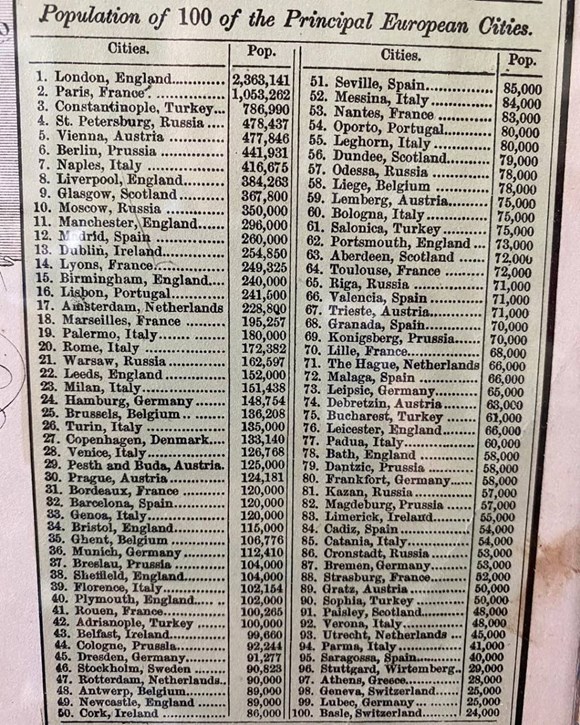 Population of 100 of the Principal European Cities.
Cities. Pop.
1. London, England............ 2,363,141
2. Paris, France............... 1,053,262
3. Constantinople, Turkey... 786,990
4. St. Petersburg, Russia .... 478,437
5. Vienna, Austria ............ 477,846
6. Berlin, Prussia ............. 441,931
7. Naples, Italy ............... 416,675
8. Liverpool, England......... 384,263
9. Glasgow, Scotland ......... 367,800
10. Moscow, Russia ............ 350,000
11. Manchester, England...... 296,000
12. Madrid, Spain .............. 260,000
13. Dublin, Ireland............. 254,850
14. Lyons, France.............. 249,325
15. Birmingham, England.... 240,000
16. Lisbon, Portugal............ 241,500
17. Amsterdam, Netherlands 228,800
18. Marseilles, France ......... 195,257
19. Palermo, Italy .............. 180,000
20. Rome, Italy ................. 172,382
21. Warsaw, Russia ............ 162,597
22. Leeds, England ............ 152,000
23. Milan, Italy................. 151,438
24. Hamburg, Germany ....... 148,754
25. Brussels, Belgium.. ....... 136,208
26. Turin, Italy ................ 135,000
27. Copenhagen, Denmark.... 133,140
28. Venice, Italy................ 126,768
29. Pesth and Buda, Austria. 125,000
30. Prague, Austria............ 124,181
31. Bordeaux, France ......... 120,000
32. Barcelona, Spain........... 120,000
33. Genoa, Italy................ 120,000
34. Bristol, England............ 115,000
35. Ghent, Belgium ............ 106,776
36. Munich, Germany ......... 112,410
37. Breslau, Prussia ........... 104,000
38. Sheffield, England......... 104,000
39. Florence, Italy.............. 102,154
40. Plymouth, England..... .. 102,000
41. Rouen, France.............. 100,265
42. Adrianople, Turkey ....... 100,000
43. Belfast, Ireland............. 99,660
44. Cologne, Prussia........... 92,244
45. Dresden, Germany......... 91,277
46. Stockholm, Sweden ....... 90,823
47. Rotterdam, Netherlands.. 90,000
48. Antwerp, Belgium......... 89,000
49. Newcastle, England ....... 89,000
50. Cork, Ireland .............. 86,000
Cities. Pop.
51. Seville, Spain............... 85,000
52. Messina, Italy.............. 84,000
53. Nantes, France ............ 83,000
54. Oporto, Portugal........... 80,000
55. Leghorn, Italy.............. 80,000
56. Dundee, Scotland.......... 79,000
57. Odessa, Russia ............ 78,000
58. Liege, Belgium ............ 78,000
59. Lemberg, Austria.......... 75,000
60. Bologna, Italy .............. 75,000
61. Salonica, Turkey........... 75,000
62. Portsmouth, England ... 73,000
63. Aberdeen, Scotland ....... 72,000
64. Toulouse, France .......... 72,000
65. Riga, Russia ................ 71,000
66. Valencia, Spain ............ 71,000
67. Trieste, Austria............. 71,000
68. Granada, Spain............ 70,000
69. Konigsberg, Prussia....... 70,000
70. Lille, France................ 68,000
71. The Hague, Netherlands 66,000
72. Malaga, Spain ............. 66,000
73. Leipsic, Germany.......... 65,000
74. Debretzin, Austria......... 63,000
75. Bucharest, Turkey ........ 61,000
76. Leicester, England........ 66,000
77. Padua, Italy................ 60,000
78. Bath, England ............. 58,000
79. Dantzic, Prussia .......... 58,000
80. Frankfort, Germany....... 58,000
81. Kazan, Russia.............. 57,000
82. Magdeburg, Prussia ...... 57,000
83. Limerick, Ireland.......... 55,000
84. Cadiz, Spain ............... 54,000
85. Catania, Italy.............. 54,000
86. Cronstadt, Russia ......... 53,000
87. Bremen, Germany......... 53,000
88. Strasburg, France......... 52,000
89. Gratz, Austria ............. 50,000
90. Sophia, Turkey ............ 50,000
91. Paisley, Scotland.......... 48,000
92. Verona, Italy............... 48,000
93. Utrecht, Netherlands ... 45,000
94. Parma, Italy................ 41,000
95. Saragossa, Spain........... 40,000
96. Stuttgard, Wirtemberg.. 29,000
97. Athens, Greece............. 28,000
98. Geneva, Switzerland...... 25,000
99. Lubec, Germany........... 25,000
100. Basle, Switzerland........ 24,000